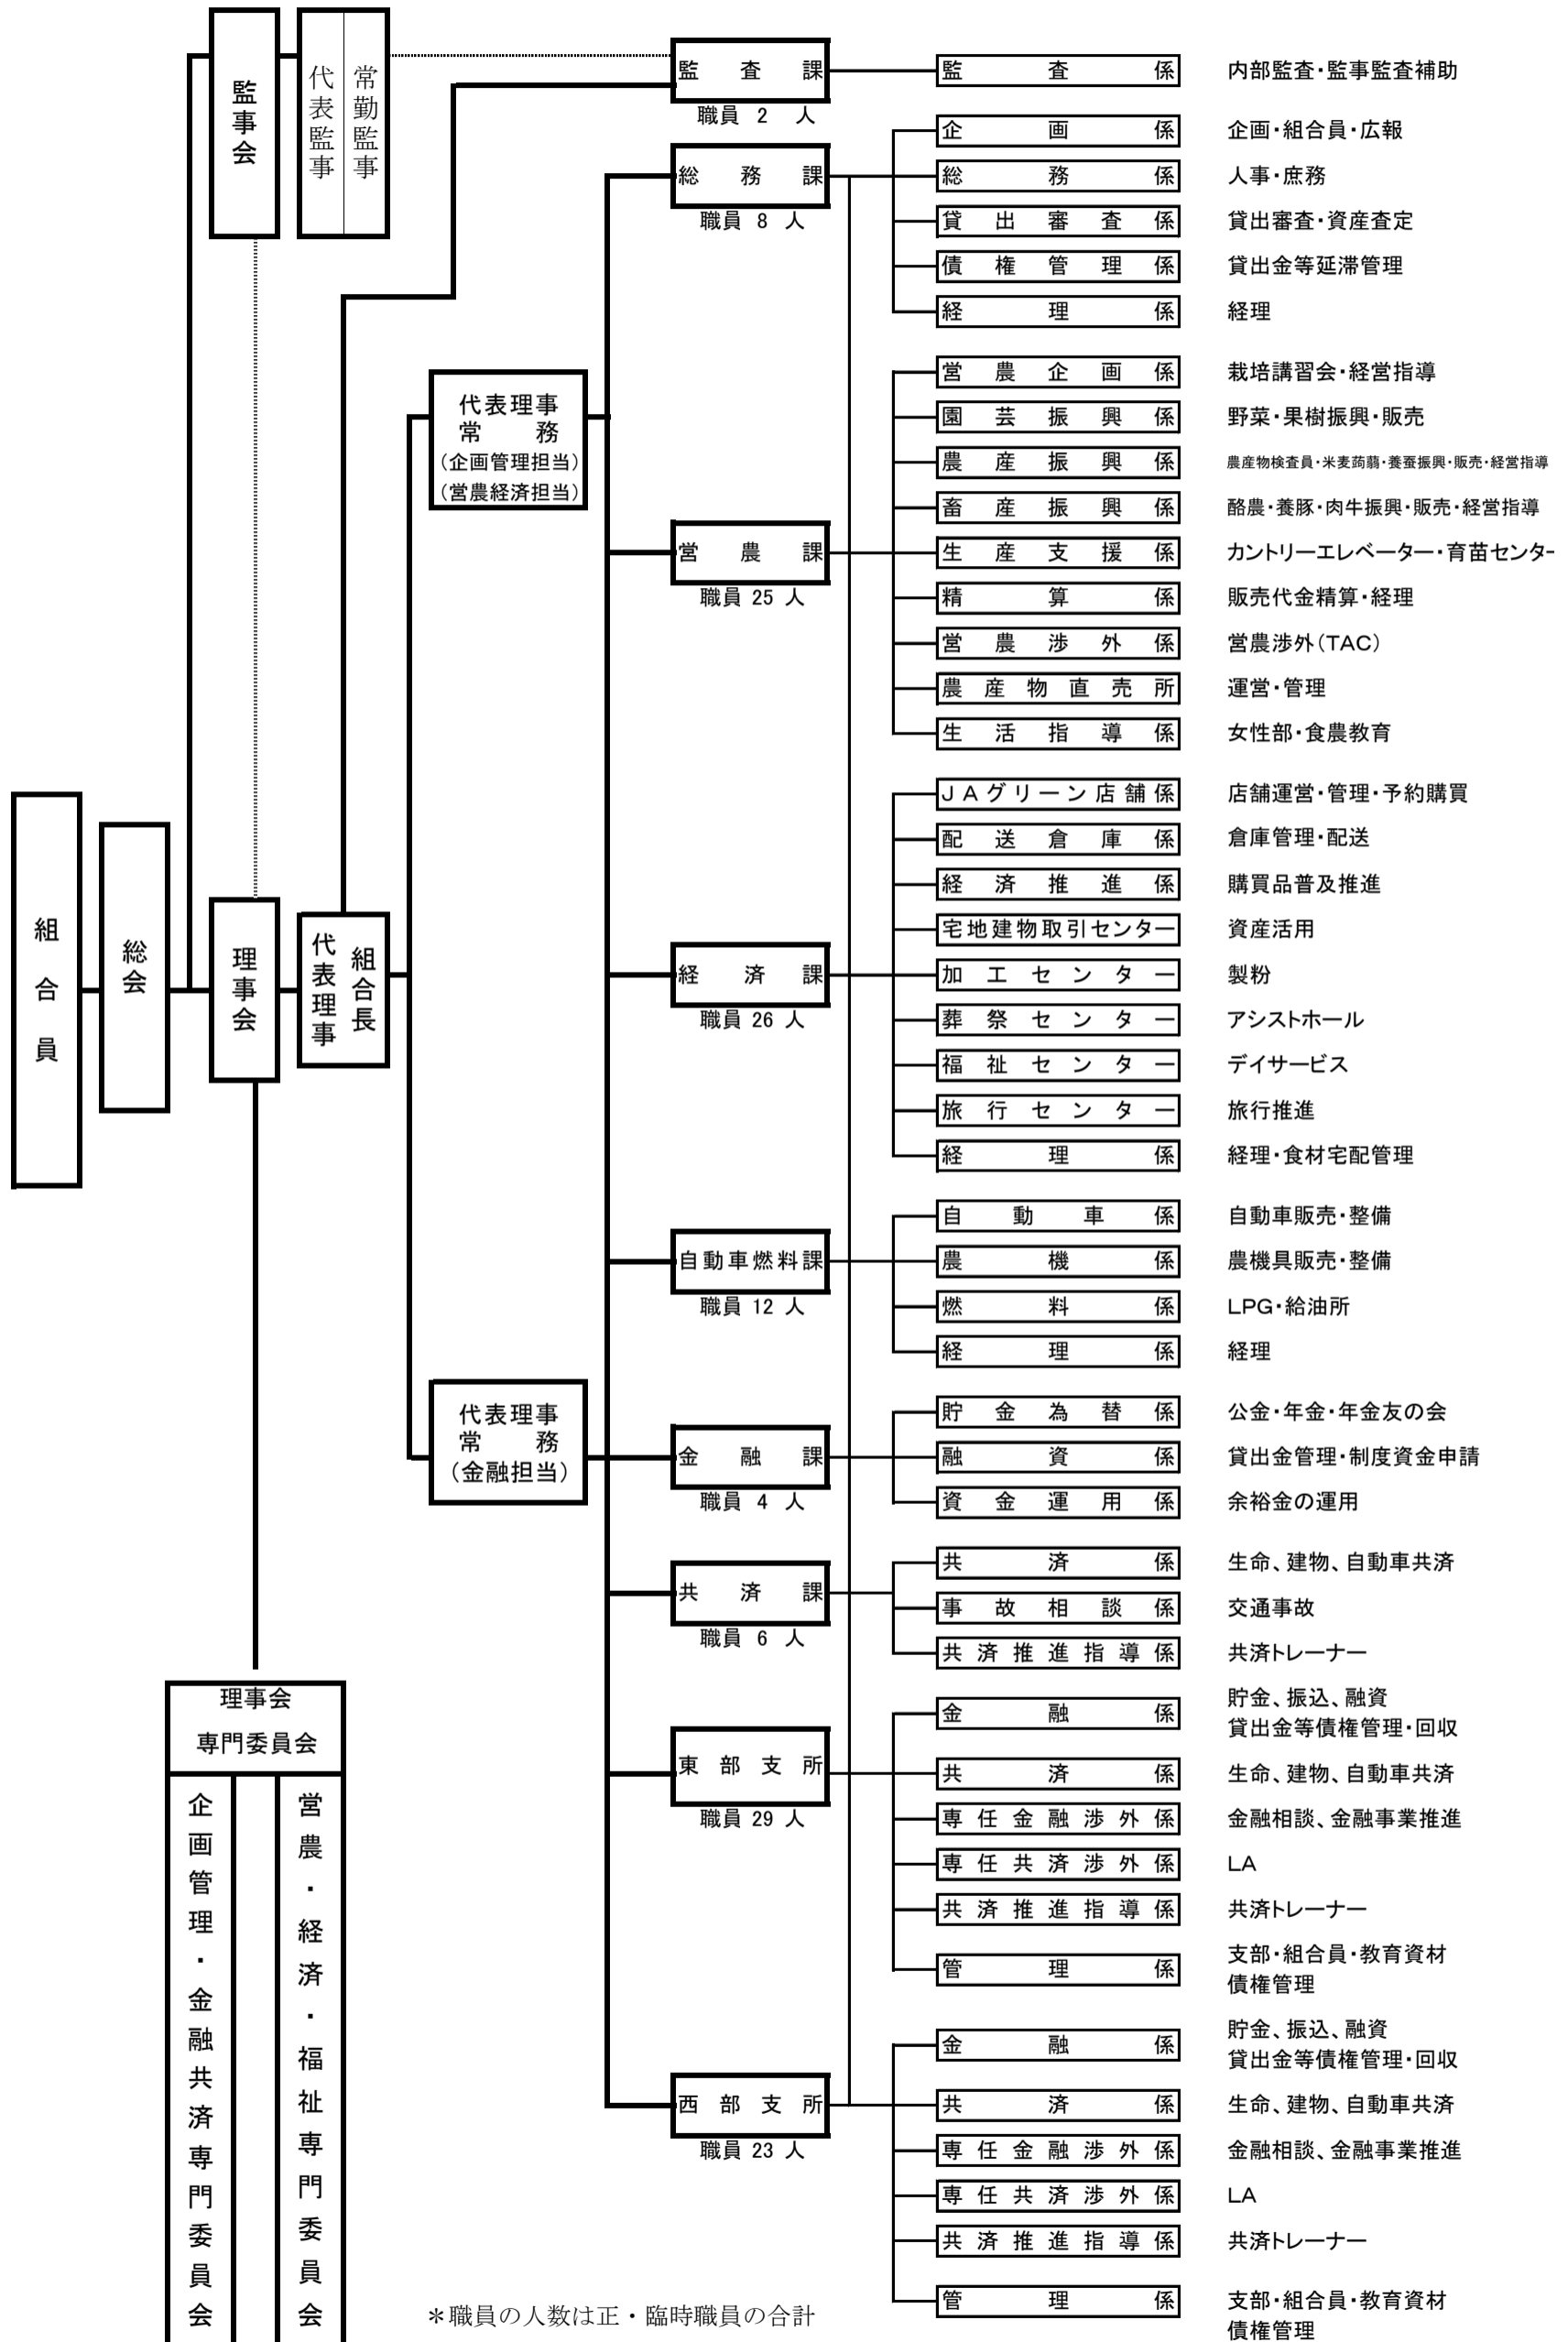 監事会
代表監事
常勤監事
組合員
総会
理事会
代表理事
組合長
代表理事
常務
（企画管理担当）
（営農経済担当）
代表理事
常務
（金融担当）
理事会
専門委員会
企画管理・金融共済専門委員会
営農・経済・福祉専門委員会
監査課
職員 2 人
監査係 内部監査・監事監査補助
総務課
職員 8 人
企画係 企画・組合員・広報
総務係 人事・庶務
貸出審査係 貸出審査・資産査定
債権管理係 貸出金等延滞管理
経理係 経理
営農課
職員 25 人
営農企画係 栽培講習会・経営指導
園芸振興係 野菜・果樹振興・販売
農産振興係 農産物検査員・米麦蒟蒻・養蚕振興・販売・経営指導
畜産振興係 酪農・養豚・肉牛振興・販売・経営指導
生産支援係 カントリーエレベーター・育苗センター
精算係 販売代金精算・経理
営農渉外係 営農渉外（TAC）
農産物直売所 運営・管理
生活指導係 女性部・食農教育
経済課
職員 26 人
JAグリーン店舗係 店舗運営・管理・予約購買
配送倉庫係 倉庫管理・配送
経済推進係 購買品普及推進
宅地建物取引センター 資産活用
加工センター 製粉
葬祭センター アシストホール
福祉センター デイサービス
旅行センター 旅行推進
経理係 経理・食材宅配管理
自動車燃料課
職員 12 人
自動車係 自動車販売・整備
農機係 農機具販売・整備
燃料係 LPG・給油所
経理係 経理
金融課
職員 4 人
貯金為替係 公金・年金・年金友の会
融資係 貸出金管理・制度資金申請
資金運用係 余裕金の運用
共済課
職員 6 人
共済係 生命、建物、自動車共済
事故相談係 交通事故
共済推進指導係 共済トレーナー
東部支所
職員 29 人
金融係 貯金、振込、融資
貸出金等債権管理・回収
共済係 生命、建物、自動車共済
専任金融渉外係 金融相談、金融事業推進
専任共済渉外係 LA
共済推進指導係 共済トレーナー
管理係 支部・組合員・教育資材
債権管理
西部支所
職員 23 人
金融係 貯金、振込、融資
貸出金等債権管理・回収
共済係 生命、建物、自動車共済
専任金融渉外係 金融相談、金融事業推進
専任共済渉外係 LA
共済推進指導係 共済トレーナー
管理係 支部・組合員・教育資材
債権管理
＊職員の人数は正・臨時職員の合計